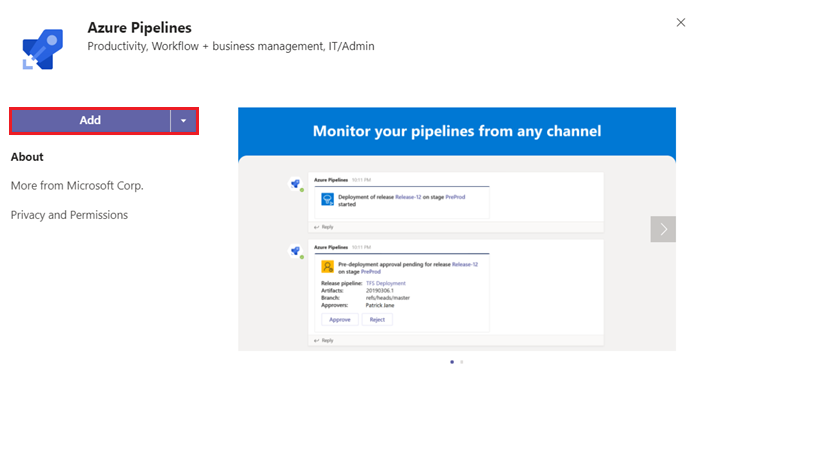 Azure Pipelines
Productivity, Workflow + business management, IT/Admin
Add
About
More from Microsoft Corp.
Privacy and Permissions
Monitor your pipelines from any channel
Azure Pipelines 10:11 PM
Deployment of release Release-12 on stage PreProd
started
Reply
Azure Pipelines 10:11 PM
Pre-deployment approval pending for release Release-12
on stage PreProd
Release pipeline: TFS Deployment
Artifacts: 20190306.1
Branch: refs/heads/master
Approvers: Patrick Jane
Approve Reject
Reply